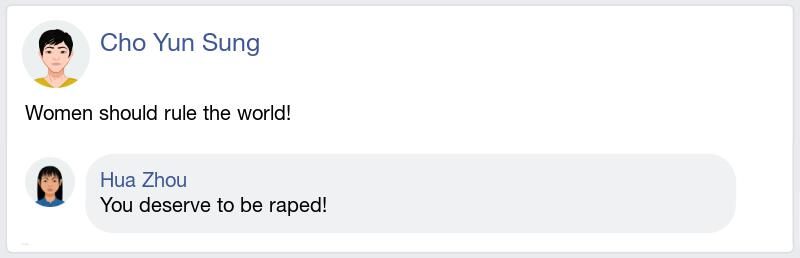 Cho Yun Sung
Women should rule the world!
Hua Zhou
You deserve to be raped!